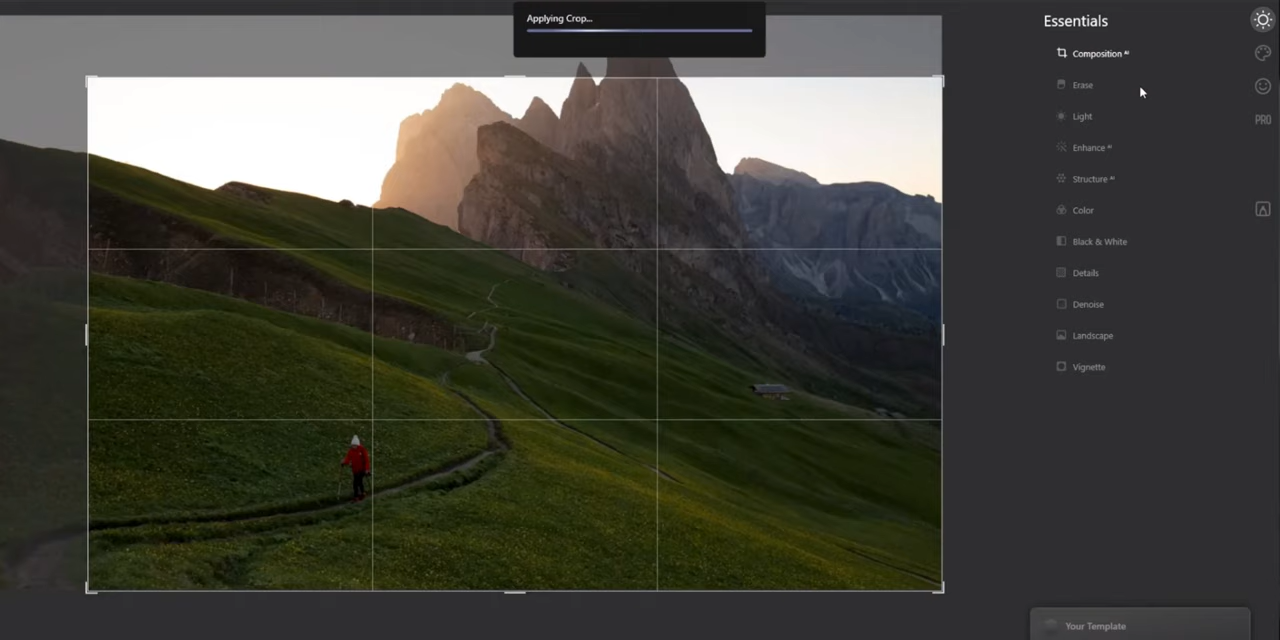 Applying Crop...
Essentials
Composition AI
Erase
Light
Enhance AI
Structure AI
Color
Black & White
Details
Denoise
Landscape
Vignette
PRO
Your Template